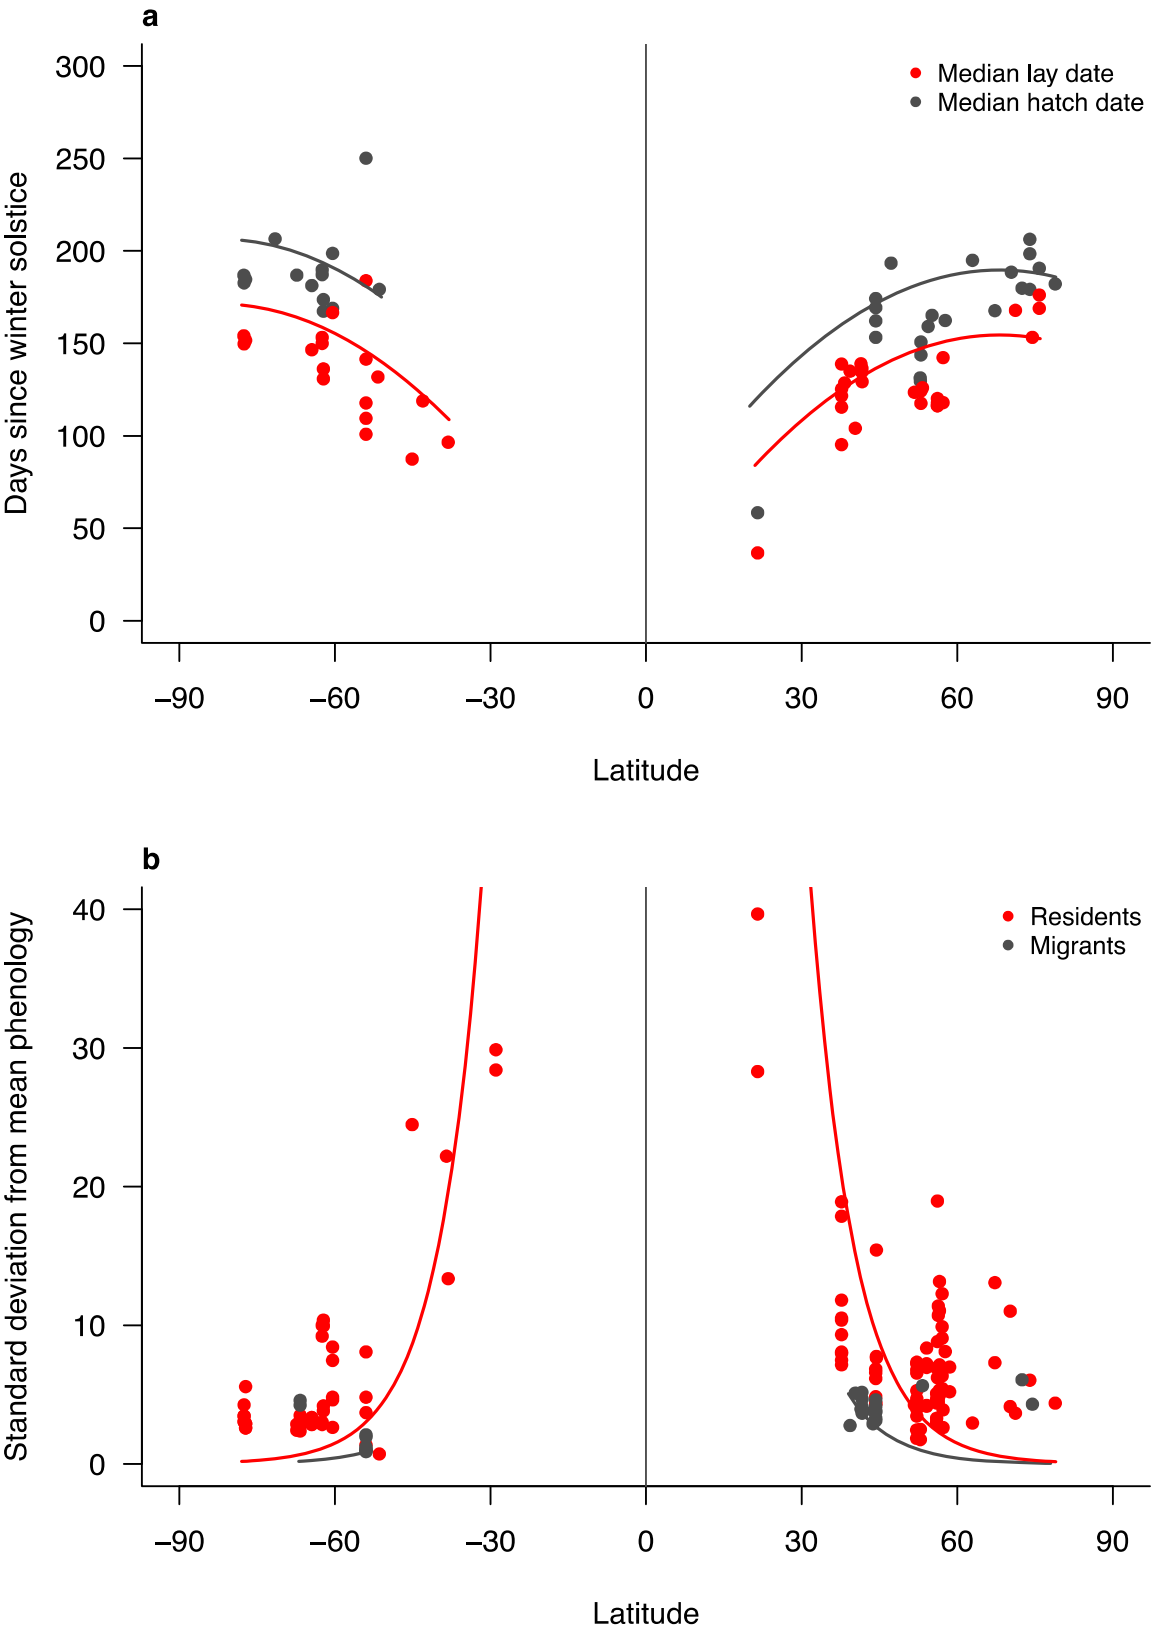 a
Days since winter solstice
300
250
200
150
100
50
0
Median lay date
Median hatch date
−90 −60 −30 0 30 60 90
Latitude
b
Standard deviation from mean phenology
40
30
20
10
0
Residents
Migrants
−90 −60 −30 0 30 60 90
Latitude